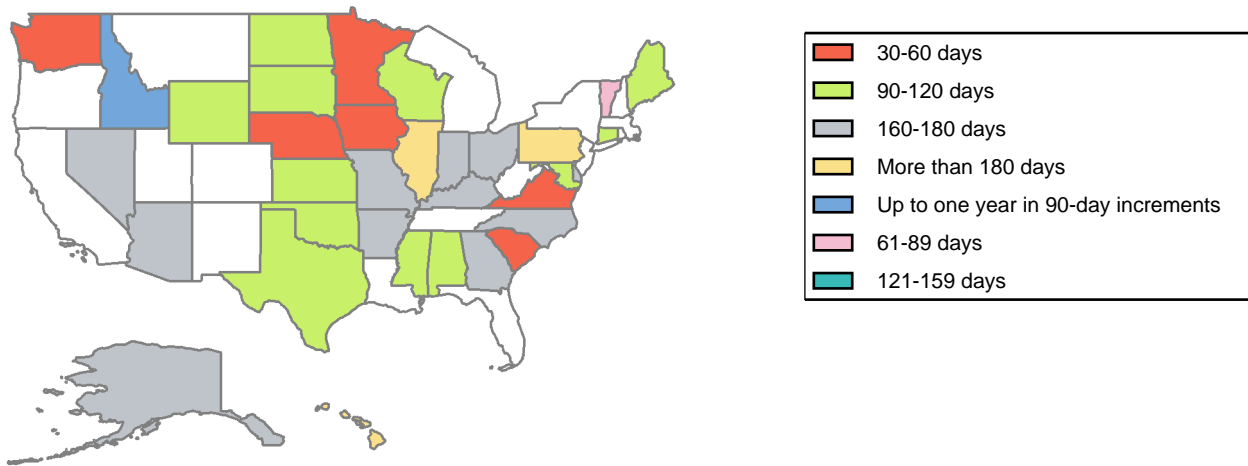 30-60 days
90-120 days
160-180 days
More than 180 days
Up to one year in 90-day increments
61-89 days
121-159 days